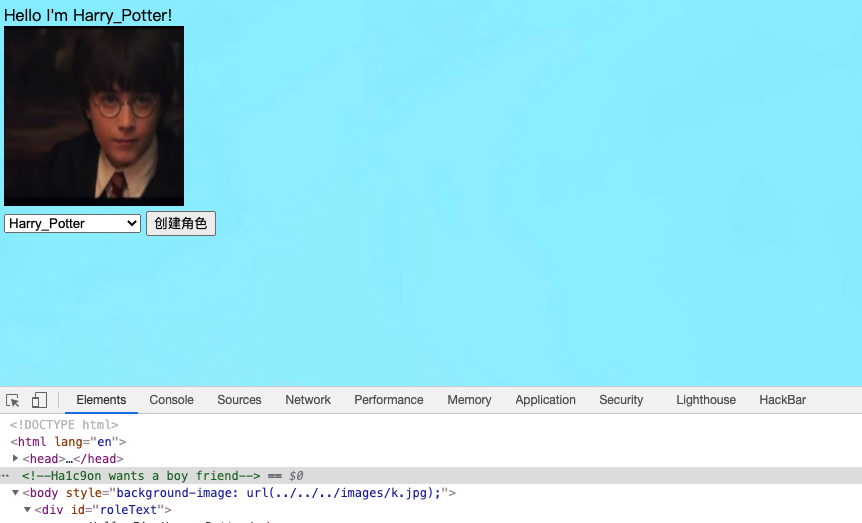 Hello I'm Harry_Potter!
Harry_Potter 创建角色
Elements Console Sources Network Performance Memory Application Security Lighthouse HackBar
<!DOCTYPE html>
<html lang="en">
<head>…</head>
<!--Ha1c9on wants a boy friend--> == $0
<body style="background-image: url(../../../images/k.jpg);">
<div id="roleText">